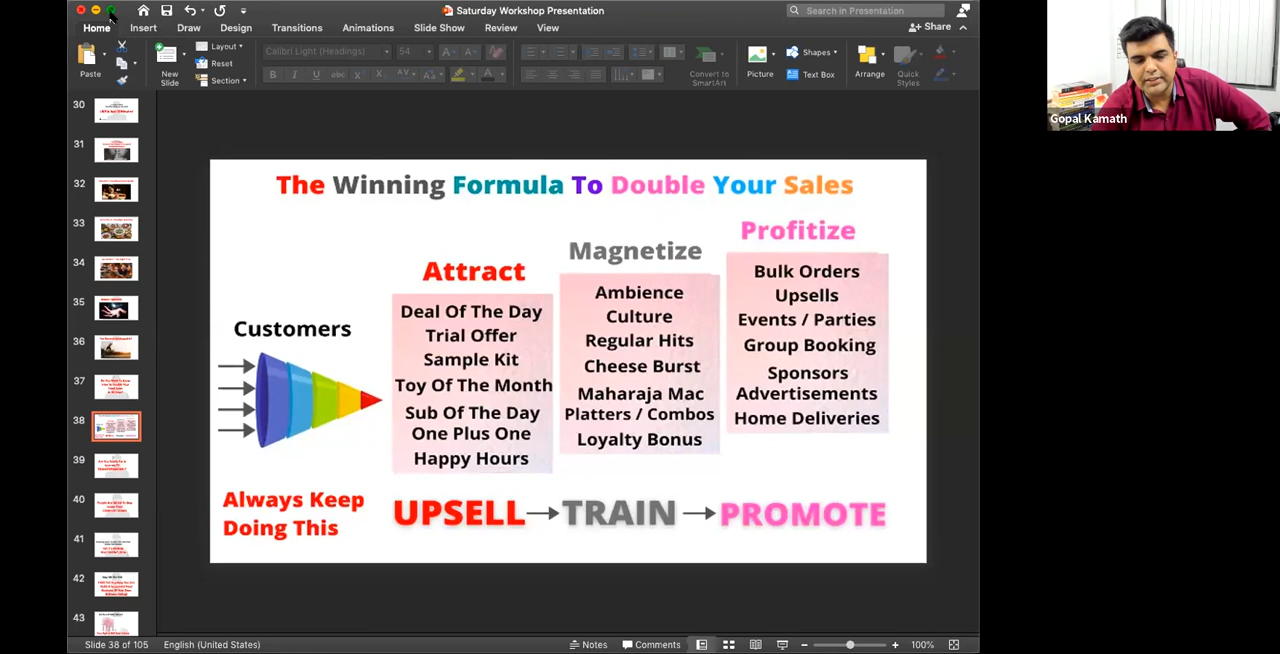 Saturday Workshop Presentation
Search in Presentation
Home Insert Draw Design Transitions Animations Slide Show Review View
Share
Paste
New
Slide
Layout
Reset
Section
Calibri Light (Headings)
54
Convert to
SmartArt
Picture
Shapes
Text Box
Arrange
Quick
Styles
Gopal Kamath
30
31
32
33
34
35
36
37
38
39
40
41
42
43
The Winning Formula To Double Your Sales
Customers
Attract
Deal Of The Day
Trial Offer
Sample Kit
Toy Of The Month
Sub Of The Day
One Plus One
Happy Hours
Magnetize
Ambience
Culture
Regular Hits
Cheese Burst
Maharaja Mac
Platters / Combos
Loyalty Bonus
Profitize
Bulk Orders
Upsells
Events / Parties
Group Booking
Sponsors
Advertisements
Home Deliveries
Always Keep
Doing This
UPSELL TRAIN PROMOTE
Slide 38 of 105 English (United States)
Notes Comments 100%